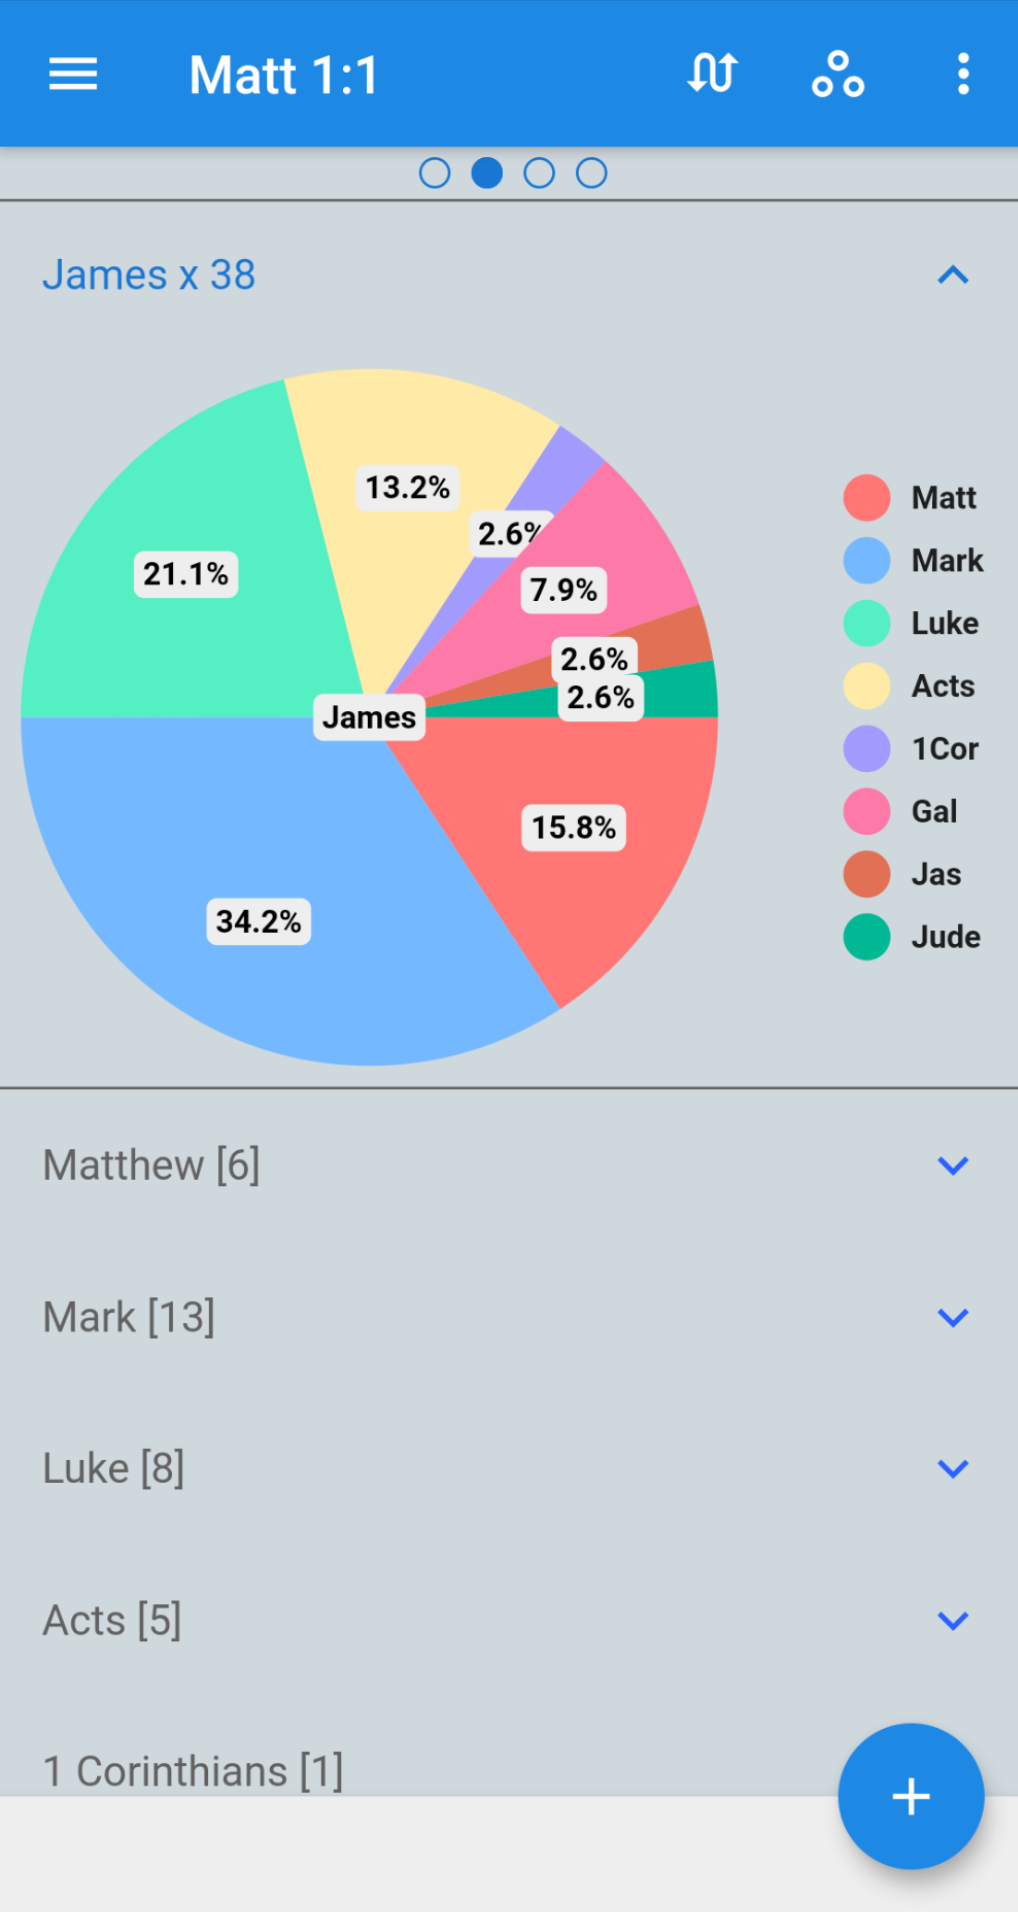 Matt 1:1
James x 38
13.2%
2.6%
21.1%
7.9%
2.6%
2.6%
James
15.8%
34.2%
Matt
Mark
Luke
Acts
1Cor
Gal
Jas
Jude
Matthew [6]
Mark [13]
Luke [8]
Acts [5]
1 Corinthians [1]